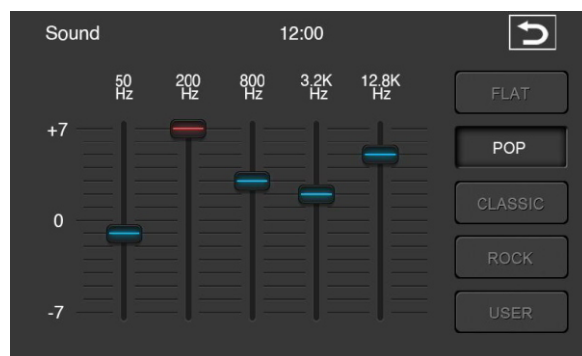 Sound 12:00
50 200 800 3.2K 12.8K
Hz Hz Hz Hz Hz
FLAT
+7
POP
CLASSIC
0
ROCK
-7
USER